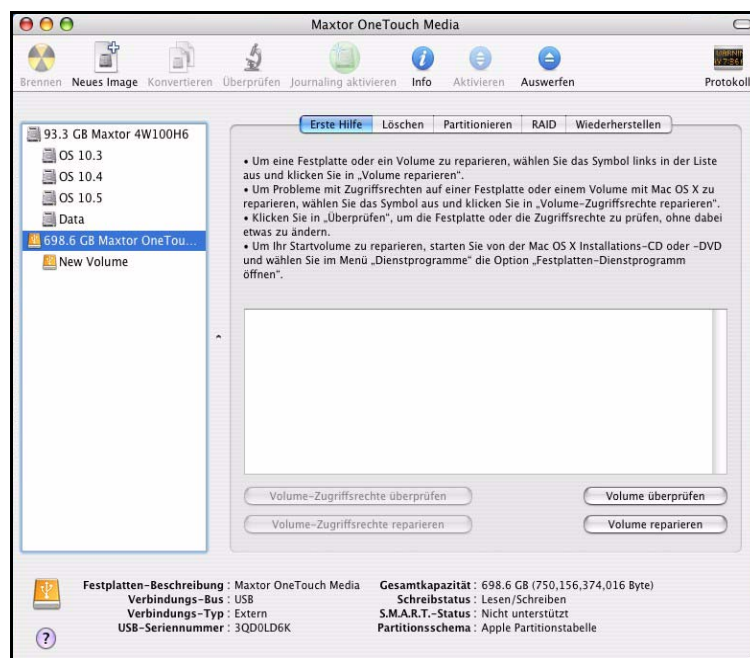 Maxtor OneTouch Media
Brennen Neues Image Konvertieren Überprüfen Journaling aktivieren Info Aktivieren Auswerfen Protokoll
93.3 GB Maxtor 4W100H6
OS 10.3
OS 10.4
OS 10.5
Data
698.6 GB Maxtor OneTou...
New Volume
Erste Hilfe Löschen Partitionieren RAID Wiederherstellen
• Um eine Festplatte oder ein Volume zu reparieren, wählen Sie das Symbol links in der Liste
aus und klicken Sie in „Volume reparieren“.
• Um Probleme mit Zugriffsrechten auf einer Festplatte oder einem Volume mit Mac OS X zu
reparieren, wählen Sie das Symbol aus und klicken Sie in „Volume-Zugriffsrechte reparieren“.
• Klicken Sie in „Überprüfen“, um die Festplatte oder die Zugriffsrechte zu prüfen, ohne dabei
etwas zu ändern.
• Um Ihr Startvolume zu reparieren, starten Sie von der Mac OS X Installations-CD oder -DVD
und wählen Sie im Menü „Dienstprogramme“ die Option „Festplatten-Dienstprogramm
öffnen“.
Volume-Zugriffsrechte überprüfen Volume überprüfen
Volume-Zugriffsrechte reparieren Volume reparieren
Festplatten-Beschreibung : Maxtor OneTouch Media
Verbindungs-Bus : USB
Verbindungs-Typ : Extern
USB-Seriennummer : 3QD0LD6K
Gesamtkapazität : 698.6 GB (750,156,374,016 Byte)
Schreibstatus : Lesen/Schreiben
S.M.A.R.T.-Status : Nicht unterstützt
Partitionsschema : Apple Partitionstabelle
?